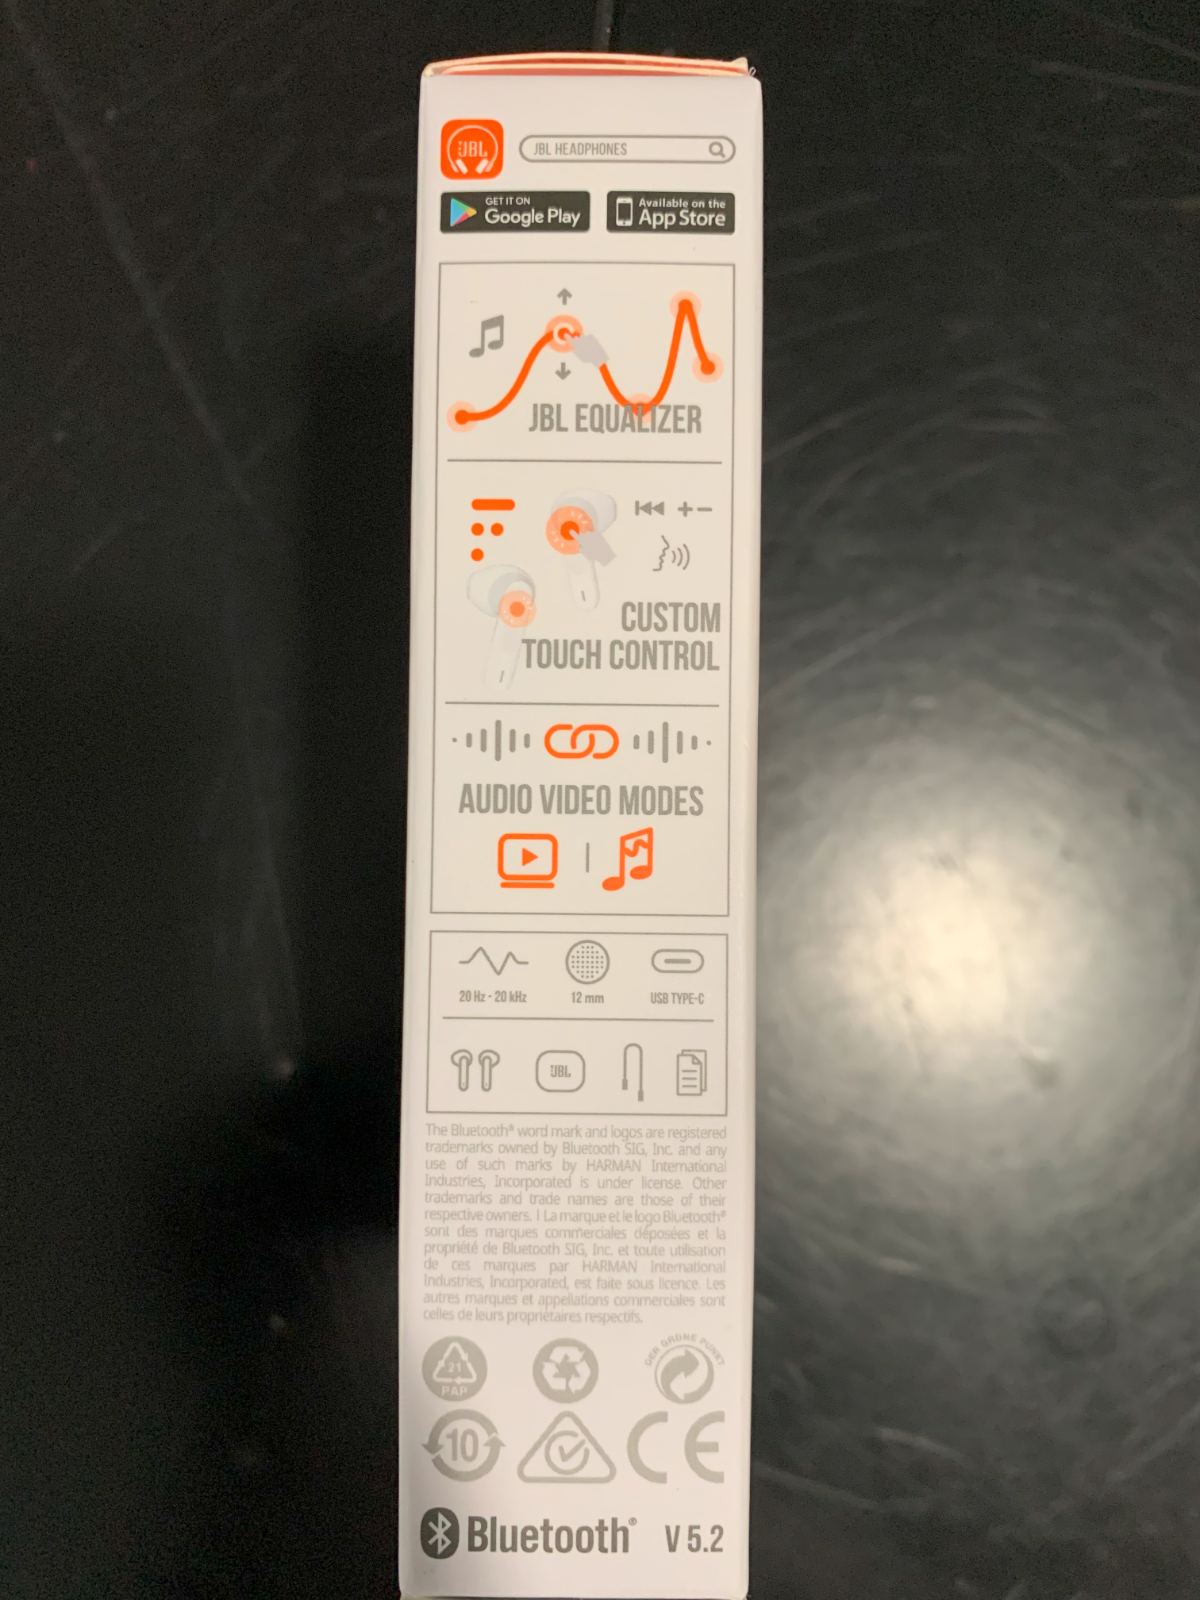 JBL
JBL HEADPHONES
GET IT ON
Google Play
Available on the
App Store
JBL EQUALIZER
CUSTOM
TOUCH CONTROL
AUDIO VIDEO MODES
20 Hz - 20 kHz
12 mm
USB TYPE-C
JBL
The Bluetooth® word mark and logos are registered
trademarks owned by Bluetooth SIG, Inc. and any
use of such marks by HARMAN International
Industries, Incorporated is under license. Other
trademarks and trade names are those of their
respective owners. I La marque et le logo Bluetooth®
sont des marques commerciales déposées et la
propriété de Bluetooth SIG, Inc. et toute utilisation
de ces marques par HARMAN International
Industries, Incorporated, est faite sous licence. Les
autres marques et appellations commerciales sont
celles de leurs propriétaires respectifs.
21
PAP
DER GRÜNE PUNKT
10
CE
Bluetooth® V 5.2